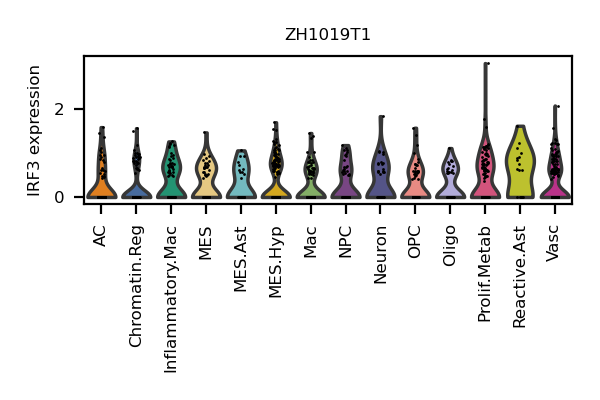 ZH1019T1
IRF3 expression
2
0
AC
Chromatin.Reg
Inflammatory.Mac
MES
MES.Ast
MES.Hyp
Mac
NPC
Neuron
OPC
Oligo
Prolif.Metab
Reactive.Ast
Vasc